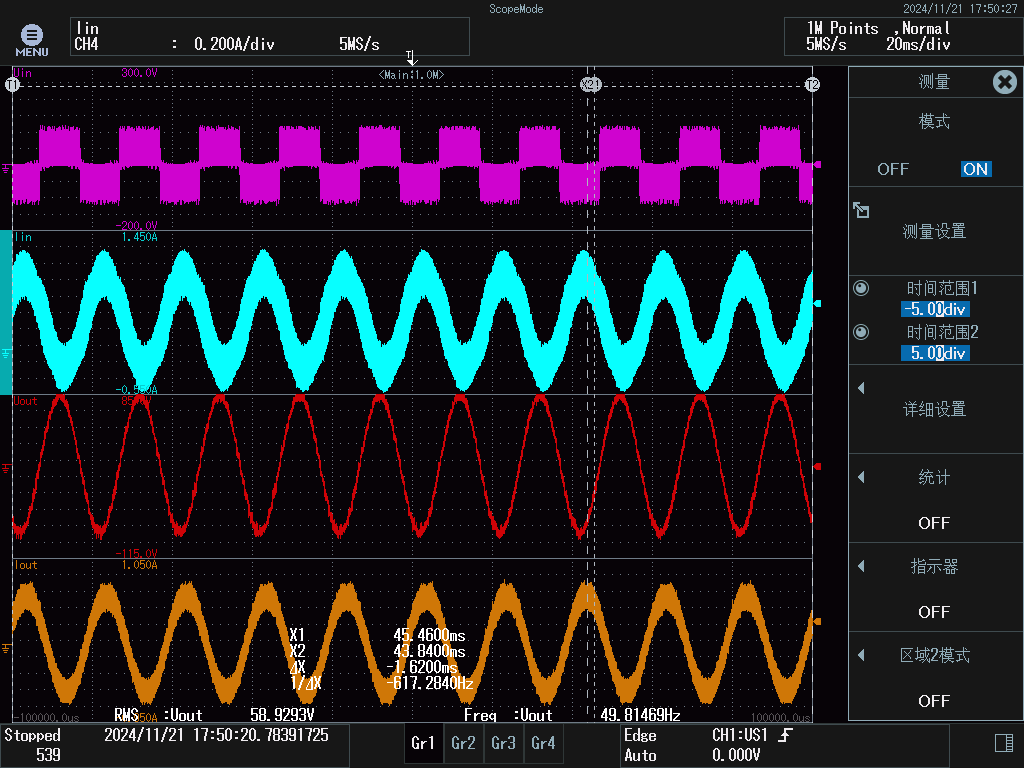 ScopeMode
2024/11/21 17:50:27
MENU
Iin
CH4 : 0.200A/div 5MS/s
1M Points ,Normal
5MS/s 20ms/div
T
<Main:1.0M>
Uin 300.0V
T1
X21
T2
-200.0V
Iin 1.450A
-0.550A
Uout
-115.0V
Iout 1.050A
X1 45.4600ms
X2 43.8400ms
ΔX -1.6200ms
1/ΔX -617.2840Hz
-100000.0us
RMS :Uout 58.9293V
Freq :Uout 49.81469Hz
100000.0us
Stopped
539
2024/11/21 17:50:20.78391725
Gr1 Gr2 Gr3 Gr4
Edge CH1:US1
Auto 0.000V
测量
模式
OFF ON
测量设置
时间范围1
-5.00div
时间范围2
5.00div
详细设置
统计
OFF
指示器
OFF
区域2模式
OFF